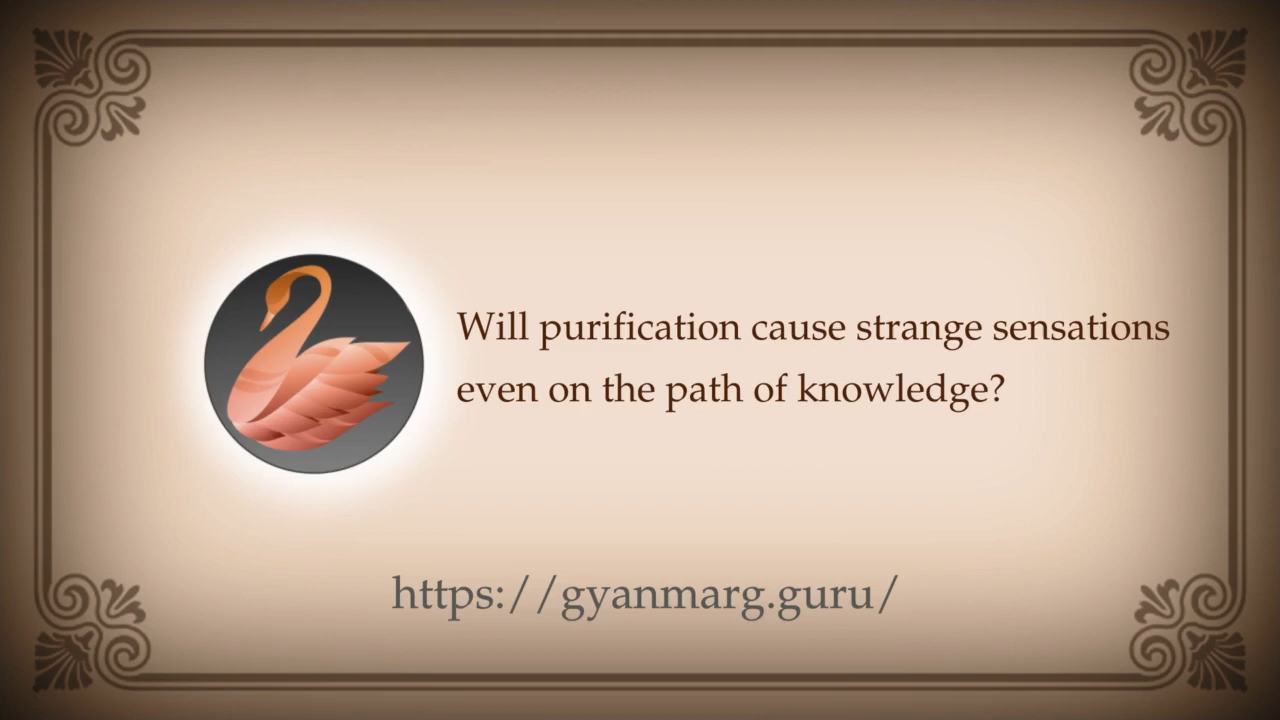 Will purification cause strange sensations
even on the path of knowledge?
https://gyanmarg.guru/